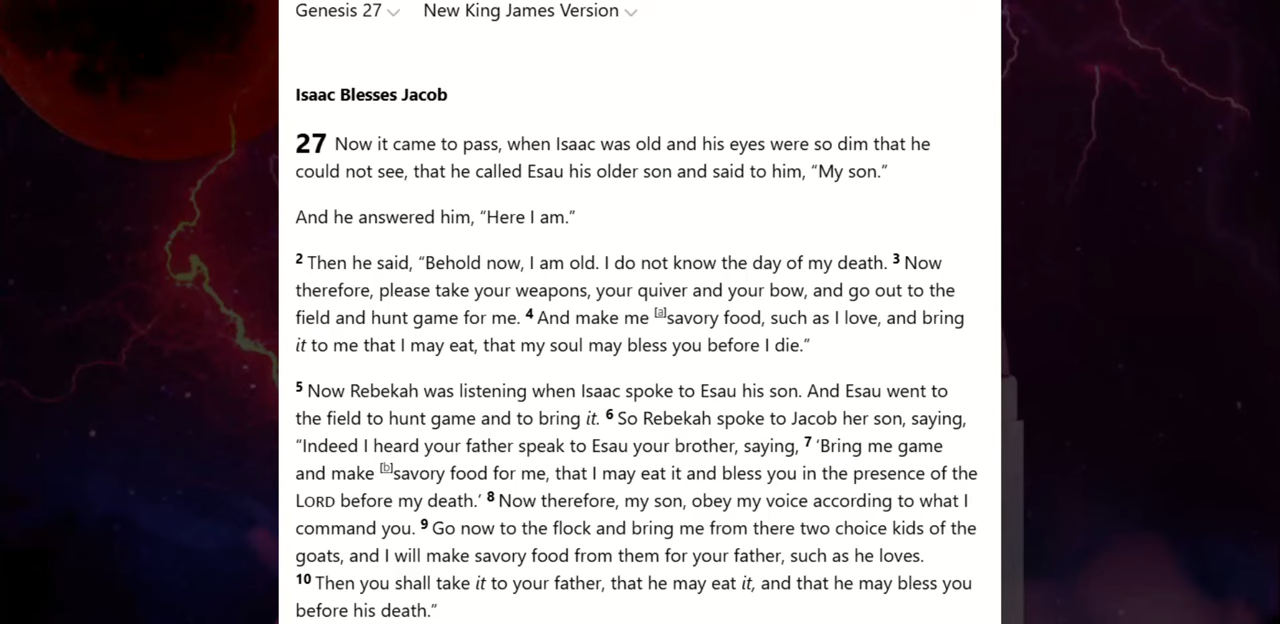 Genesis 27 New King James Version
Isaac Blesses Jacob
27 Now it came to pass, when Isaac was old and his eyes were so dim that he
could not see, that he called Esau his older son and said to him, “My son.”
And he answered him, “Here I am.”
2 Then he said, “Behold now, I am old. I do not know the day of my death. 3 Now
therefore, please take your weapons, your quiver and your bow, and go out to the
field and hunt game for me. 4 And make me [a]savory food, such as I love, and bring
it to me that I may eat, that my soul may bless you before I die.”
5 Now Rebekah was listening when Isaac spoke to Esau his son. And Esau went to
the field to hunt game and to bring it. 6 So Rebekah spoke to Jacob her son, saying,
“Indeed I heard your father speak to Esau your brother, saying, 7 ‘Bring me game
and make [b]savory food for me, that I may eat it and bless you in the presence of the
LORD before my death.’ 8 Now therefore, my son, obey my voice according to what I
command you. 9 Go now to the flock and bring me from there two choice kids of the
goats, and I will make savory food from them for your father, such as he loves.
10 Then you shall take it to your father, that he may eat it, and that he may bless you
before his death.”